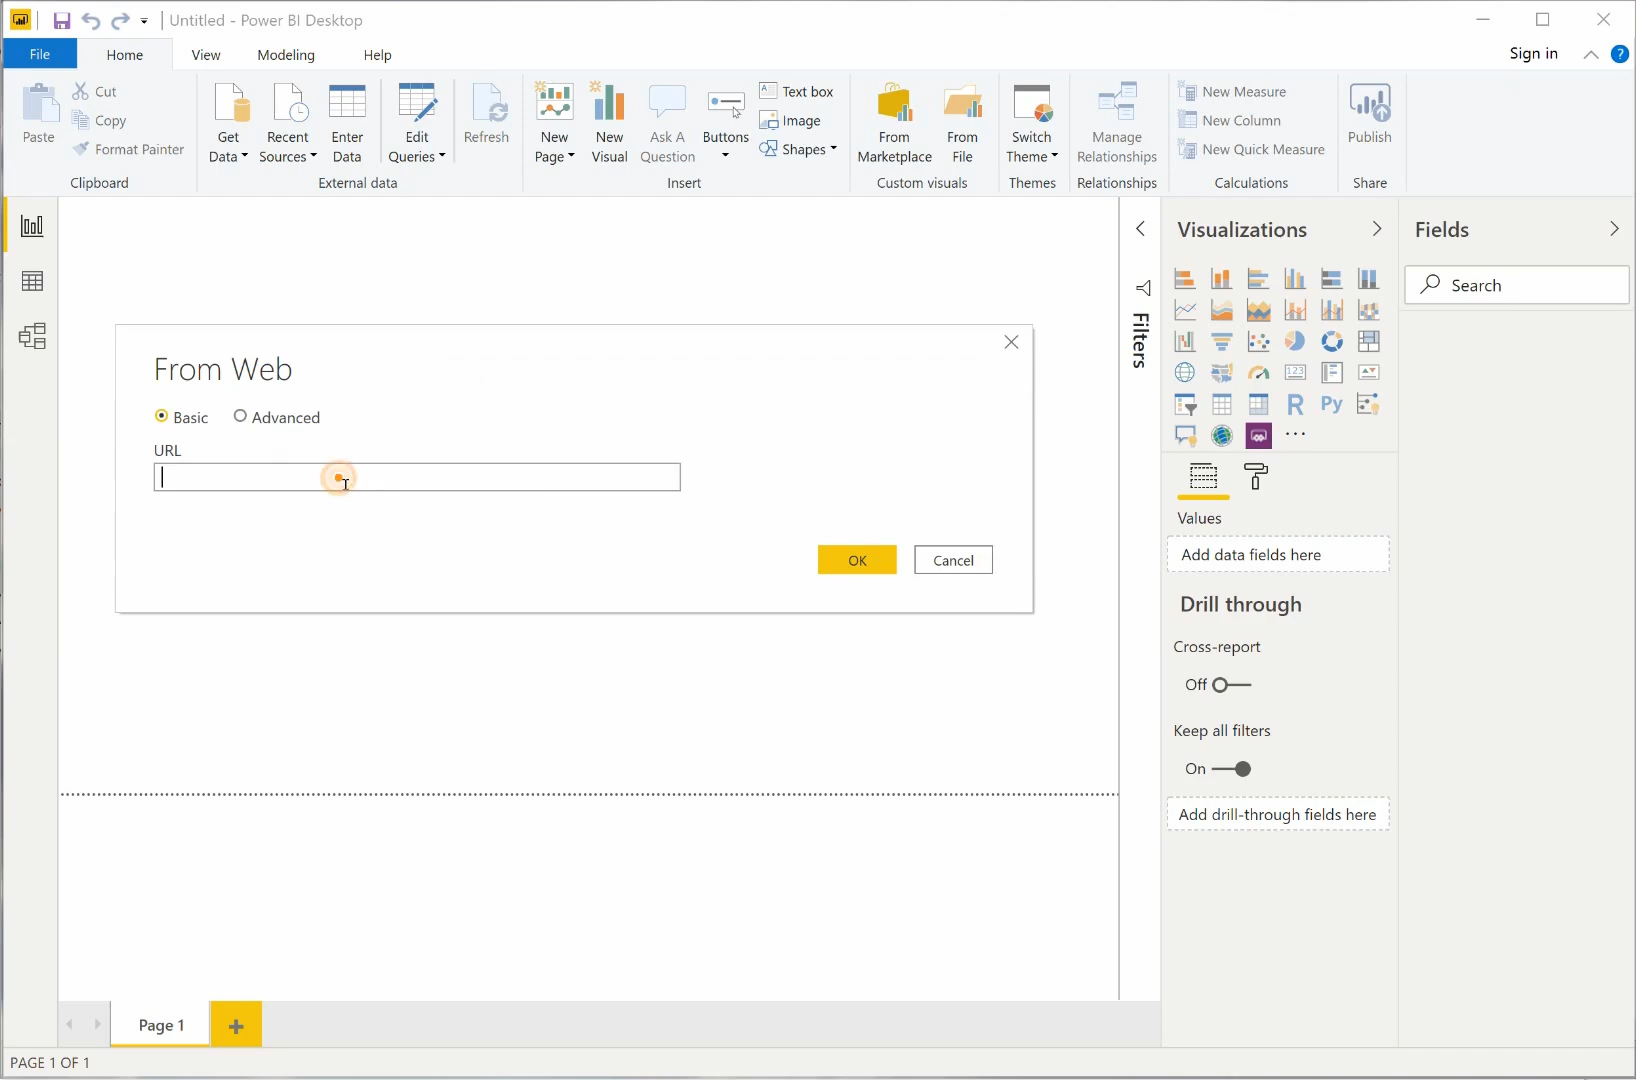 Untitled - Power BI Desktop
File
Home
View
Modeling
Help
Sign in
?
Paste
Cut
Copy
Format Painter
Clipboard
Get
Data
Recent
Sources
Enter
Data
Edit
Queries
Refresh
External data
New
Page
New
Visual
Ask A
Question
Buttons
Text box
Image
Shapes
Insert
From
Marketplace
From
File
Custom visuals
Switch
Theme
Themes
Manage
Relationships
Relationships
New Measure
New Column
New Quick Measure
Calculations
Publish
Share
From Web
Basic
Advanced
URL
OK
Cancel
Filters
Visualizations
123
R
Py
Values
Add data fields here
Drill through
Cross-report
Off
Keep all filters
On
Add drill-through fields here
Fields
Search
Page 1
PAGE 1 OF 1